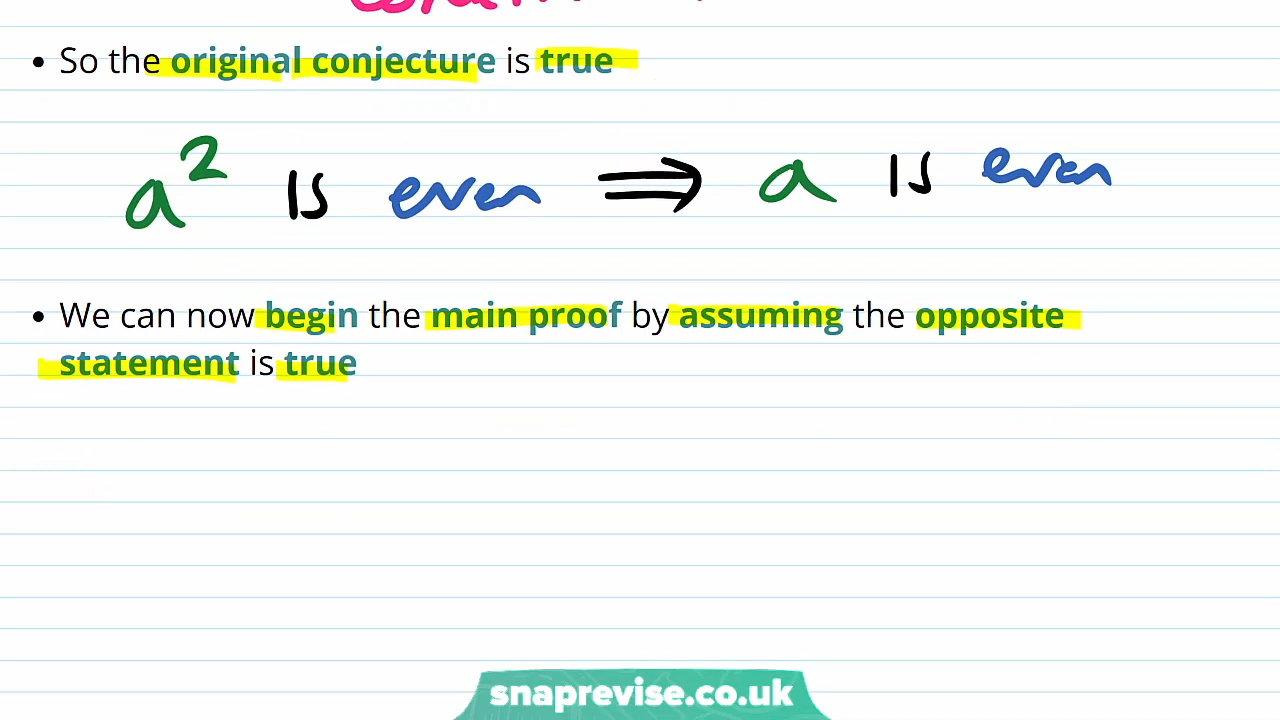 • So the original conjecture is true
a² is even ⟹ a is even
• We can now begin the main proof by assuming the opposite
statement is true
snaprevise.co.uk